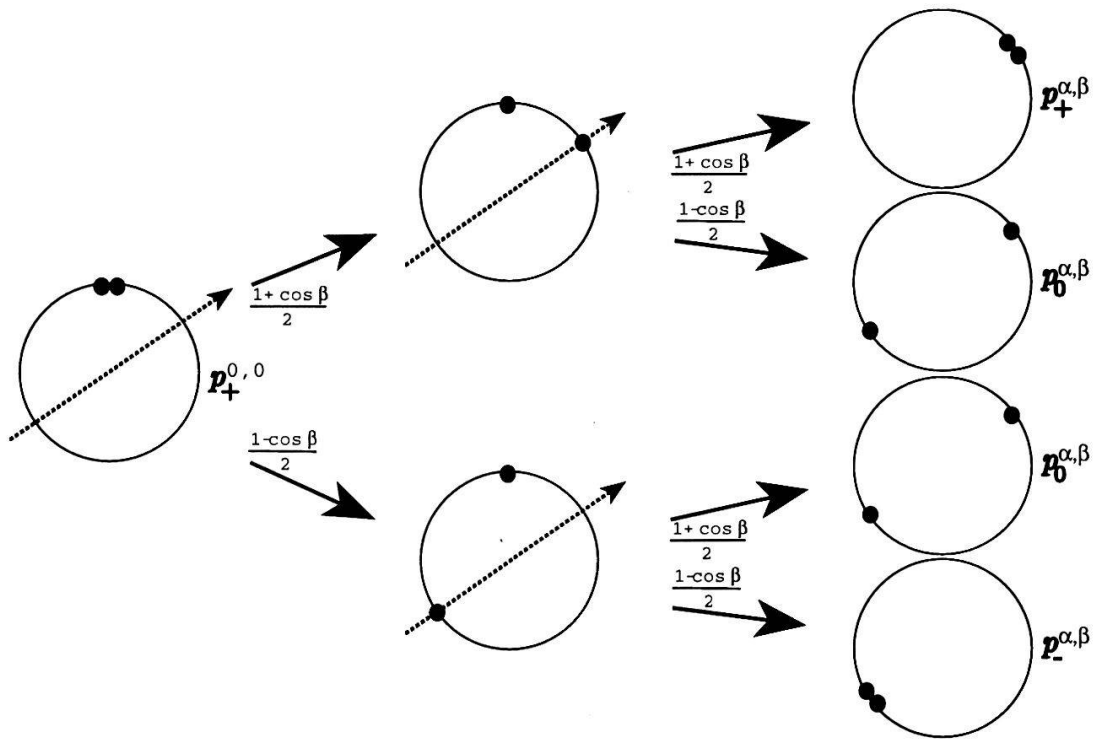 p₊^{0,0}
1+ cos β
2
1-cos β
2
1+ cos β
2
1-cos β
2
1+ cos β
2
1-cos β
2
p₊^{α,β}
p₀^{α,β}
p₀^{α,β}
p₋^{α,β}